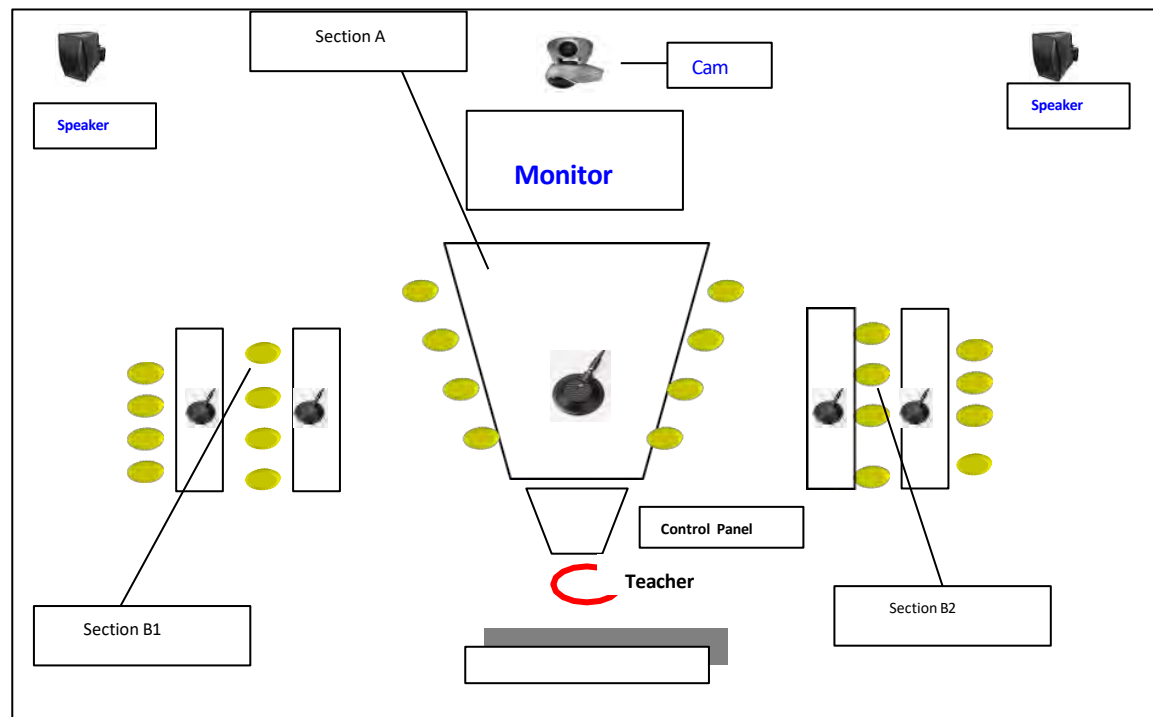 Section A
Cam
Speaker
Speaker
Monitor
Control Panel
Teacher
Section B1
Section B2